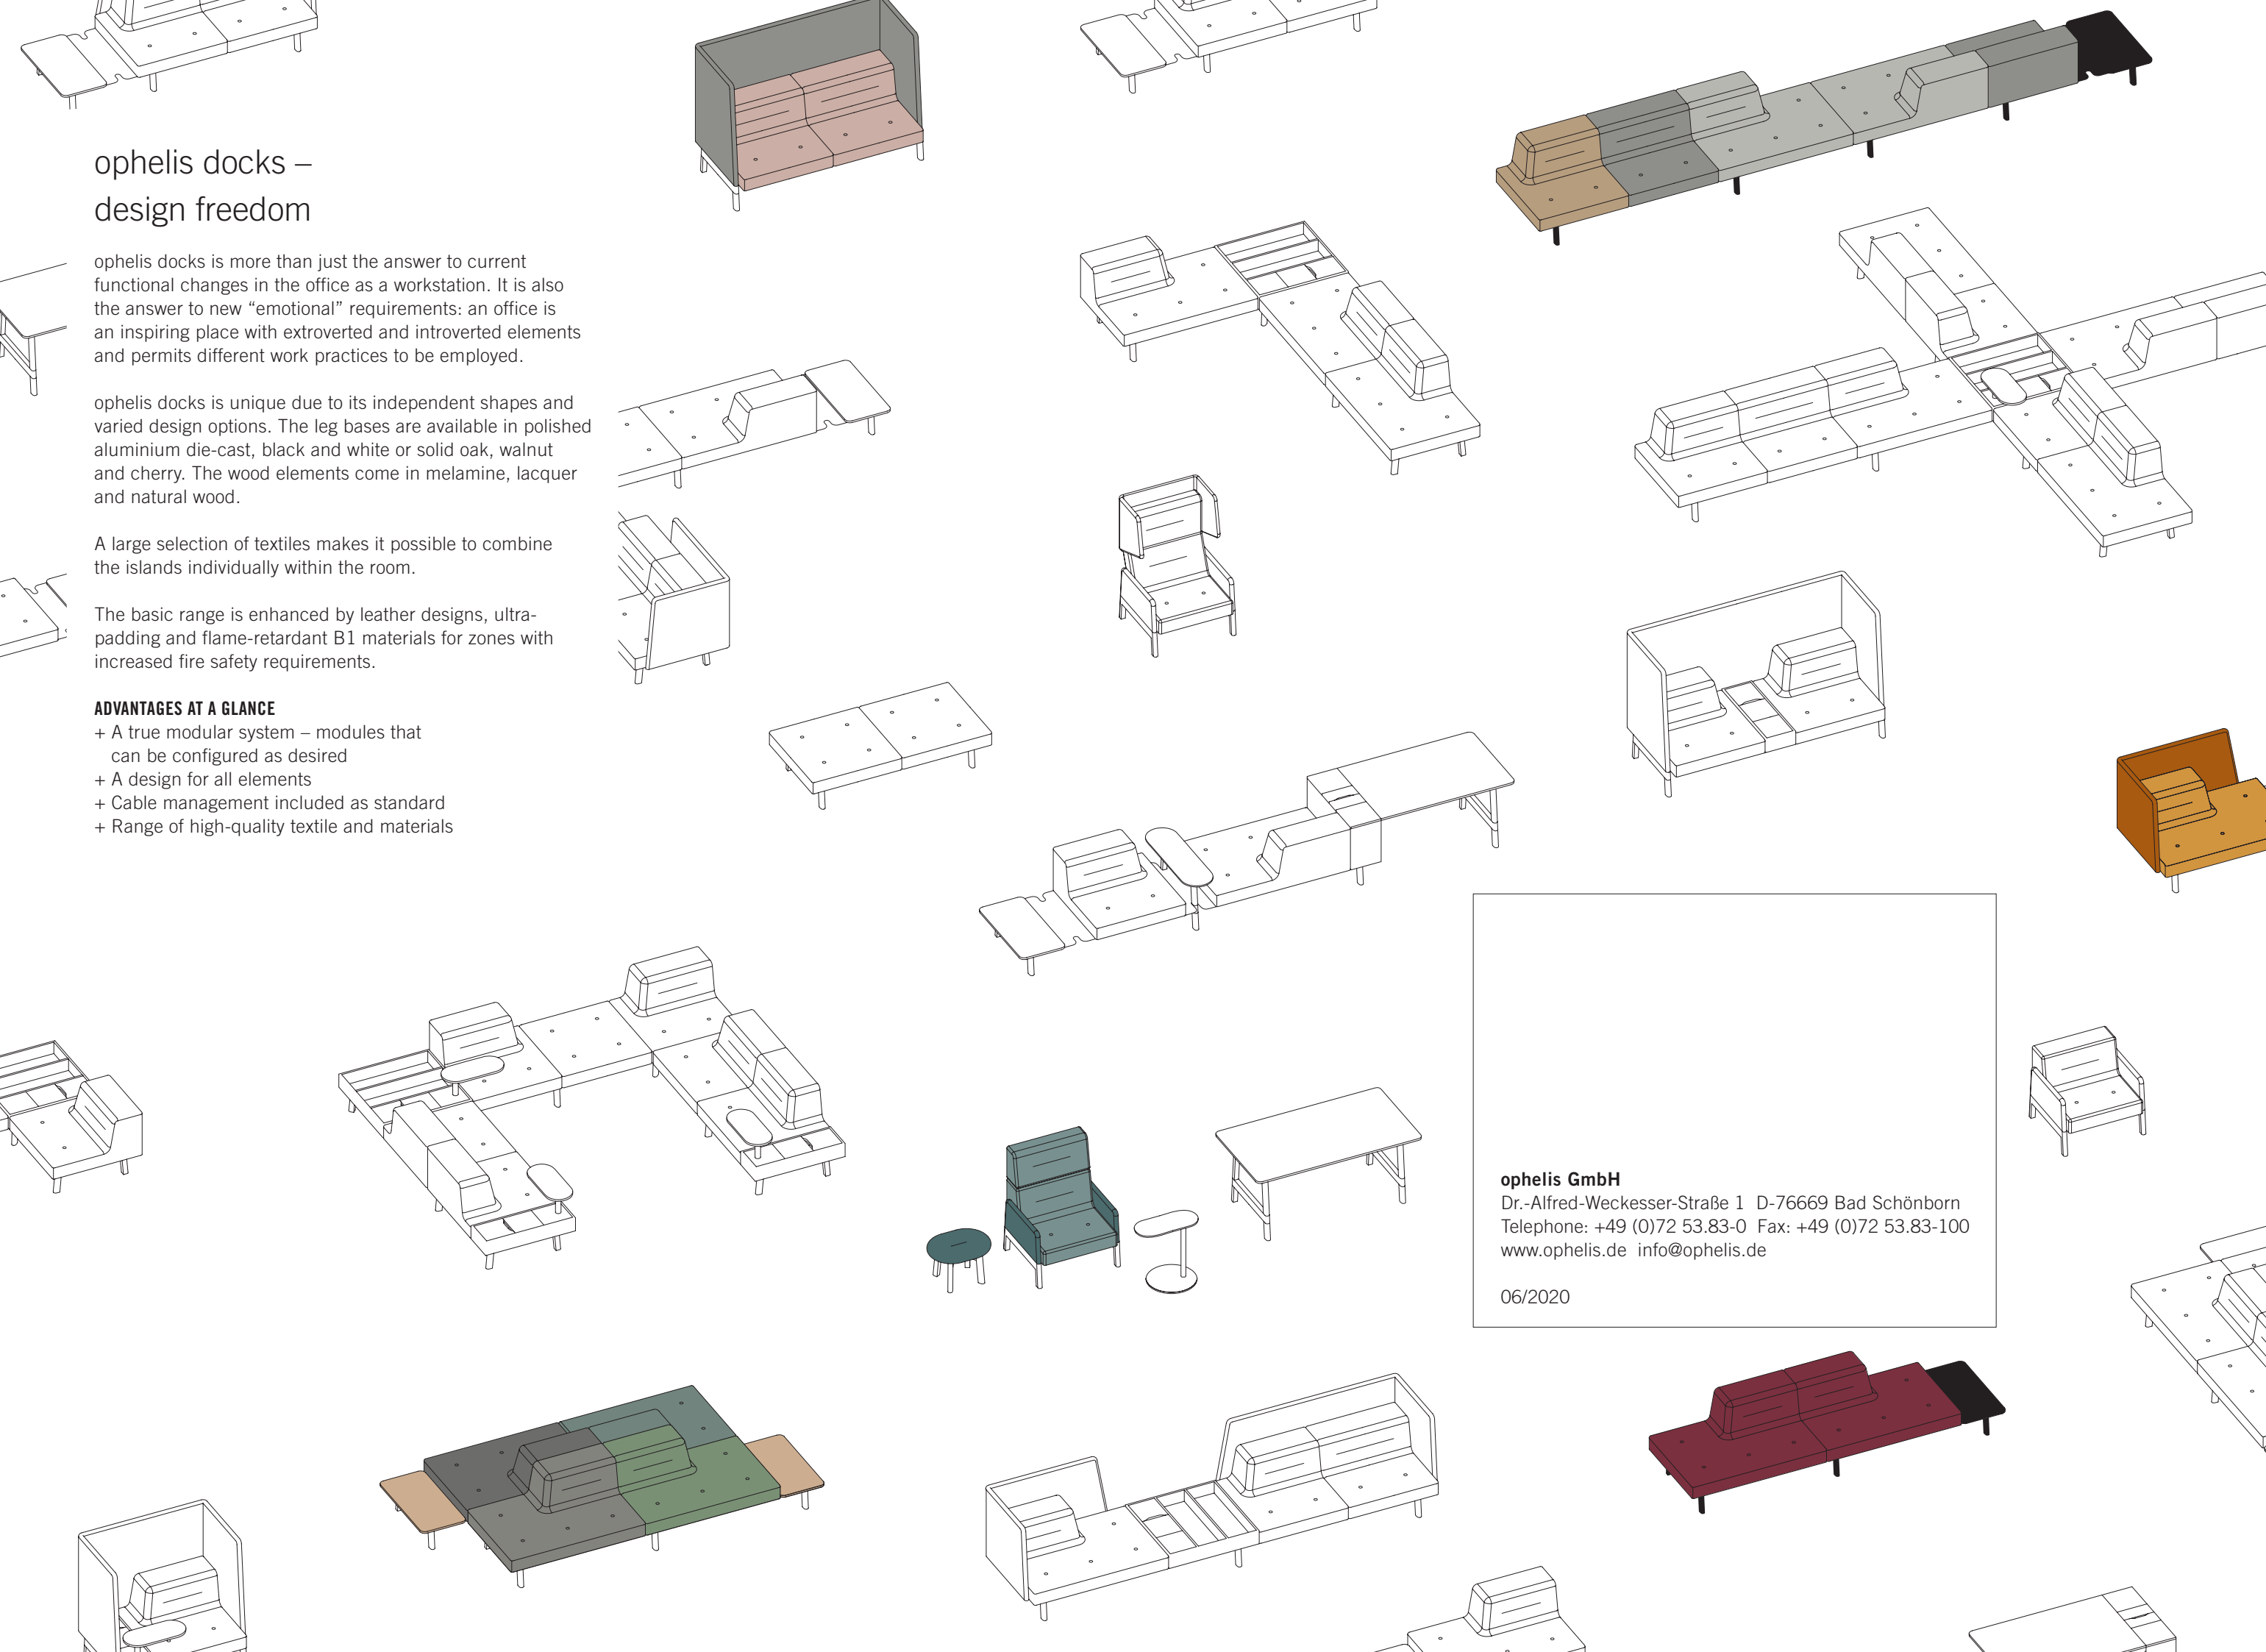 ophelis docks –
design freedom
ophelis docks is more than just the answer to current
functional changes in the office as a workstation. It is also
the answer to new “emotional” requirements: an office is
an inspiring place with extroverted and introverted elements
and permits different work practices to be employed.
ophelis docks is unique due to its independent shapes and
varied design options. The leg bases are available in polished
aluminium die-cast, black and white or solid oak, walnut
and cherry. The wood elements come in melamine, lacquer
and natural wood.
A large selection of textiles makes it possible to combine
the islands individually within the room.
The basic range is enhanced by leather designs, ultra-
padding and flame-retardant B1 materials for zones with
increased fire safety requirements.
ADVANTAGES AT A GLANCE
+ A true modular system – modules that
can be configured as desired
+ A design for all elements
+ Cable management included as standard
+ Range of high-quality textile and materials
ophelis GmbH
Dr.-Alfred-Weckesser-Straße 1 D-76669 Bad Schönborn
Telephone: +49 (0)72 53.83-0 Fax: +49 (0)72 53.83-100
www.ophelis.de info@ophelis.de
06/2020